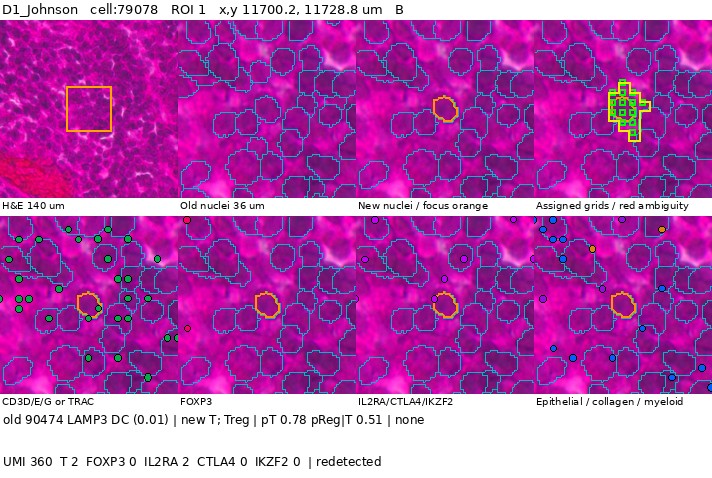 D1_Johnson cell:79078 ROI 1 x,y 11700.2, 11728.8 um B
H&E 140 um
Old nuclei 36 um
New nuclei / focus orange
Assigned grids / red ambiguity
CD3D/E/G or TRAC
FOXP3
IL2RA/CTLA4/IKZF2
Epithelial / collagen / myeloid
old 90474 LAMP3 DC (0.01) | new T; Treg | pT 0.78 pReg|T 0.51 | none
UMI 360 T 2 FOXP3 0 IL2RA 2 CTLA4 0 IKZF2 0 | redetected